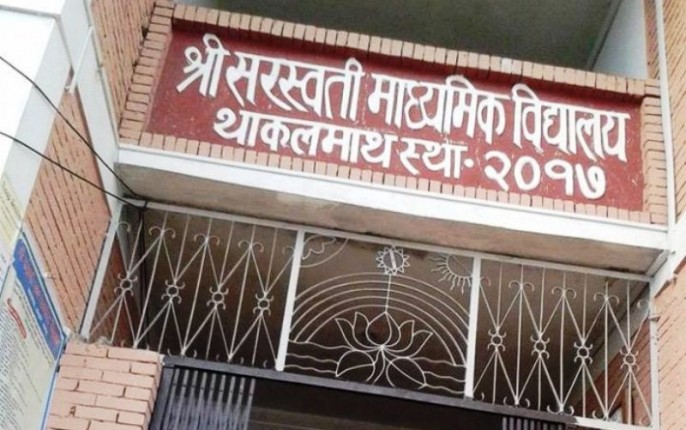 श्री सरस्वती माध्यमिक विद्यालय
थाकलमाथ स्था॰ २०१७